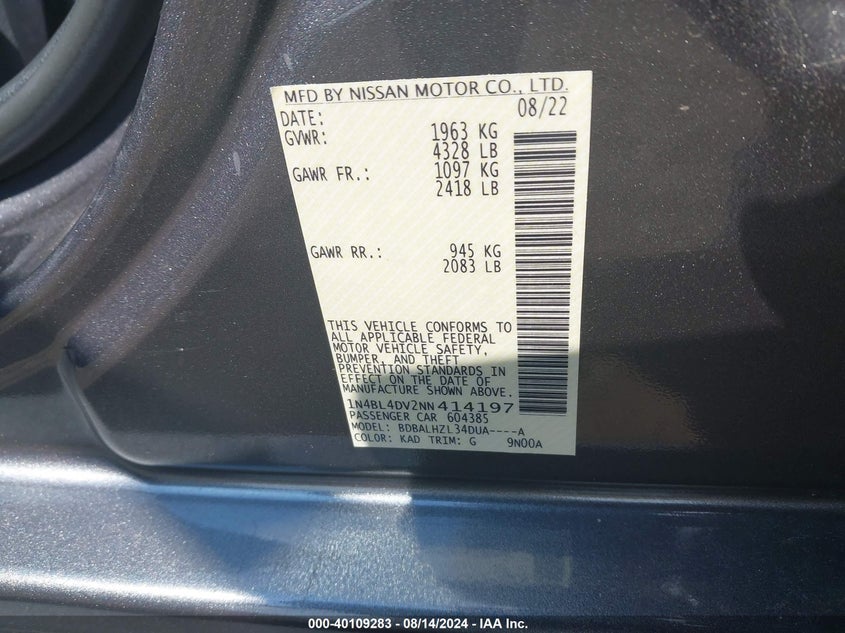 MFD BY NISSAN MOTOR CO., LTD.
DATE: 08/22
GVWR: 1963 KG
4328 LB
GAWR FR.: 1097 KG
2418 LB
GAWR RR.: 945 KG
2083 LB
THIS VEHICLE CONFORMS TO
ALL APPLICABLE FEDERAL
MOTOR VEHICLE SAFETY,
BUMPER, AND THEFT
PREVENTION STANDARDS IN
EFFECT ON THE DATE OF
MANUFACTURE SHOWN ABOVE.
1N4BL4DV2NN414197
PASSENGER CAR 604385
MODEL: BDBALHZL34DUA----A
COLOR: KAD TRIM: G 9N00A
000-40109283 - 08/14/2024 - IAA Inc.